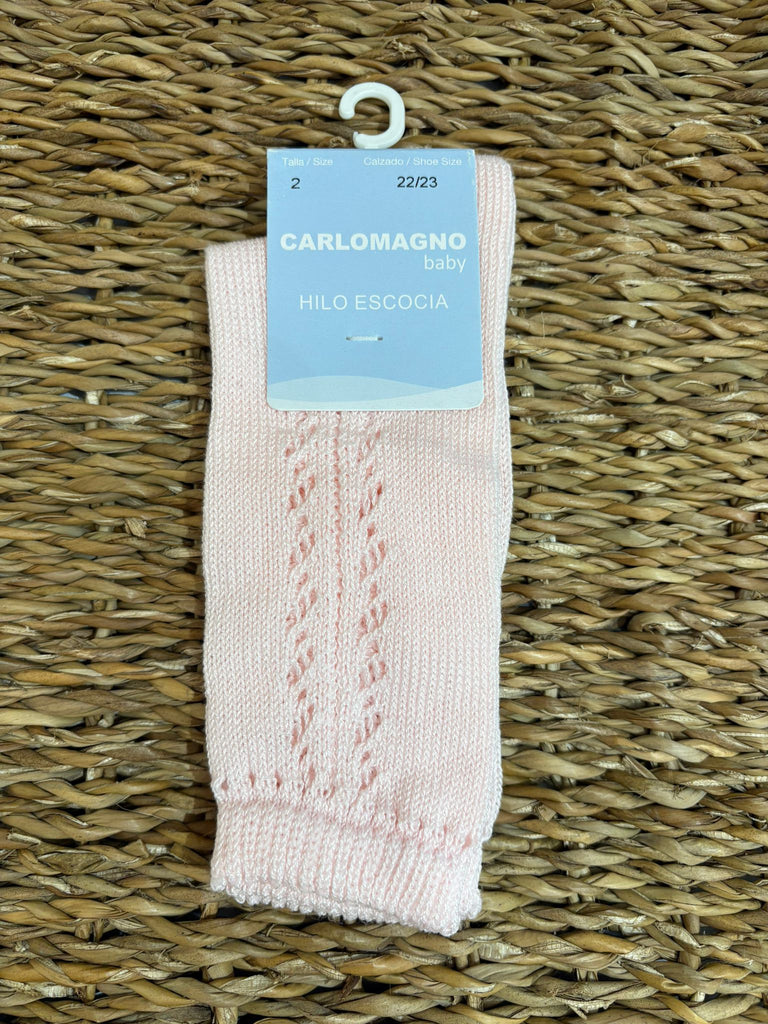 Talla / Size Calzado / Shoe Size
2 22/23
CARLOMAGNO
baby
HILO ESCOCIA